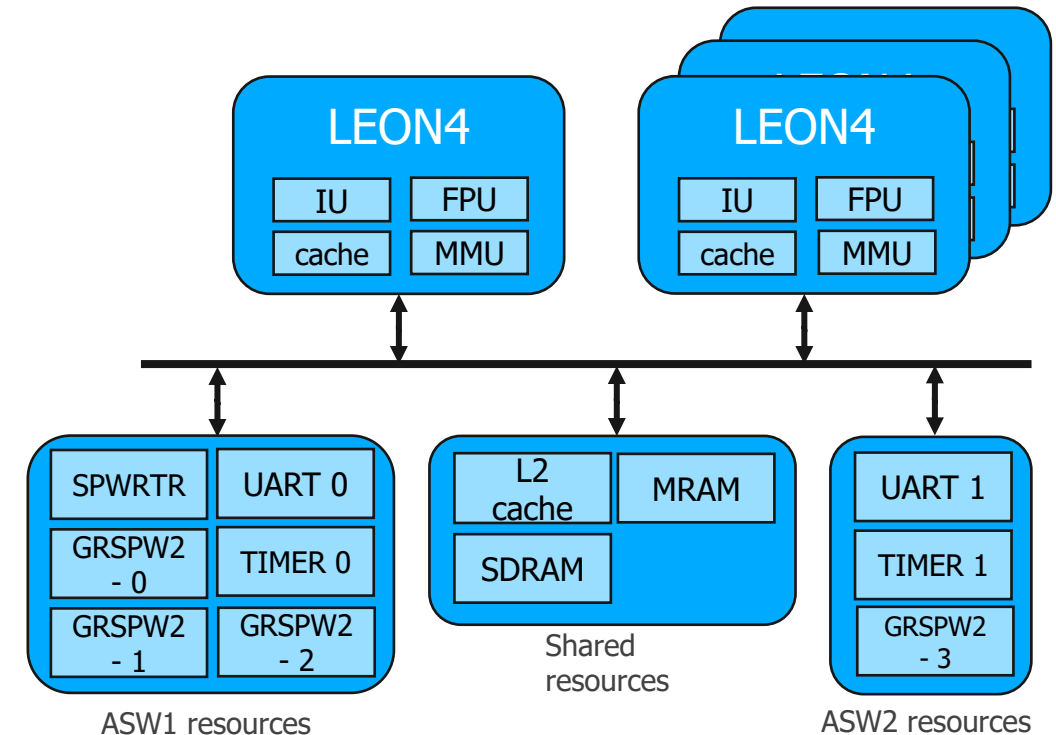 LEON4
IU
FPU
cache
MMU
LEON4
IU
FPU
cache
MMU
SPWRTR
UART 0
GRSPW2
- 0
TIMER 0
GRSPW2
- 1
GRSPW2
- 2
ASW1 resources
L2
cache
MRAM
SDRAM
Shared
resources
UART 1
TIMER 1
GRSPW2
- 3
ASW2 resources